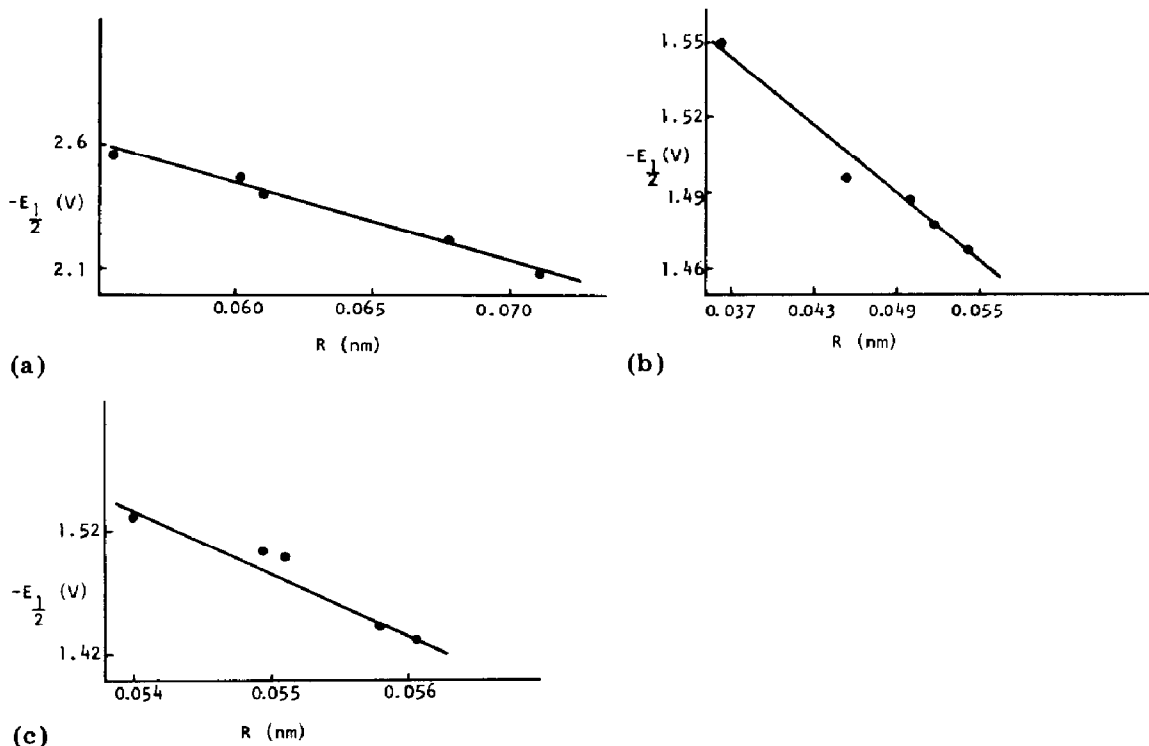 2.6
-E1/2 (V)
2.1
0.060 0.065 0.070
R (nm)
(a)
1.55
1.52
-E1/2 (V)
1.49
1.46
0.037 0.043 0.049 0.055
R (nm)
(b)
1.52
-E1/2 (V)
1.42
0.054 0.055 0.056
R (nm)
(c)